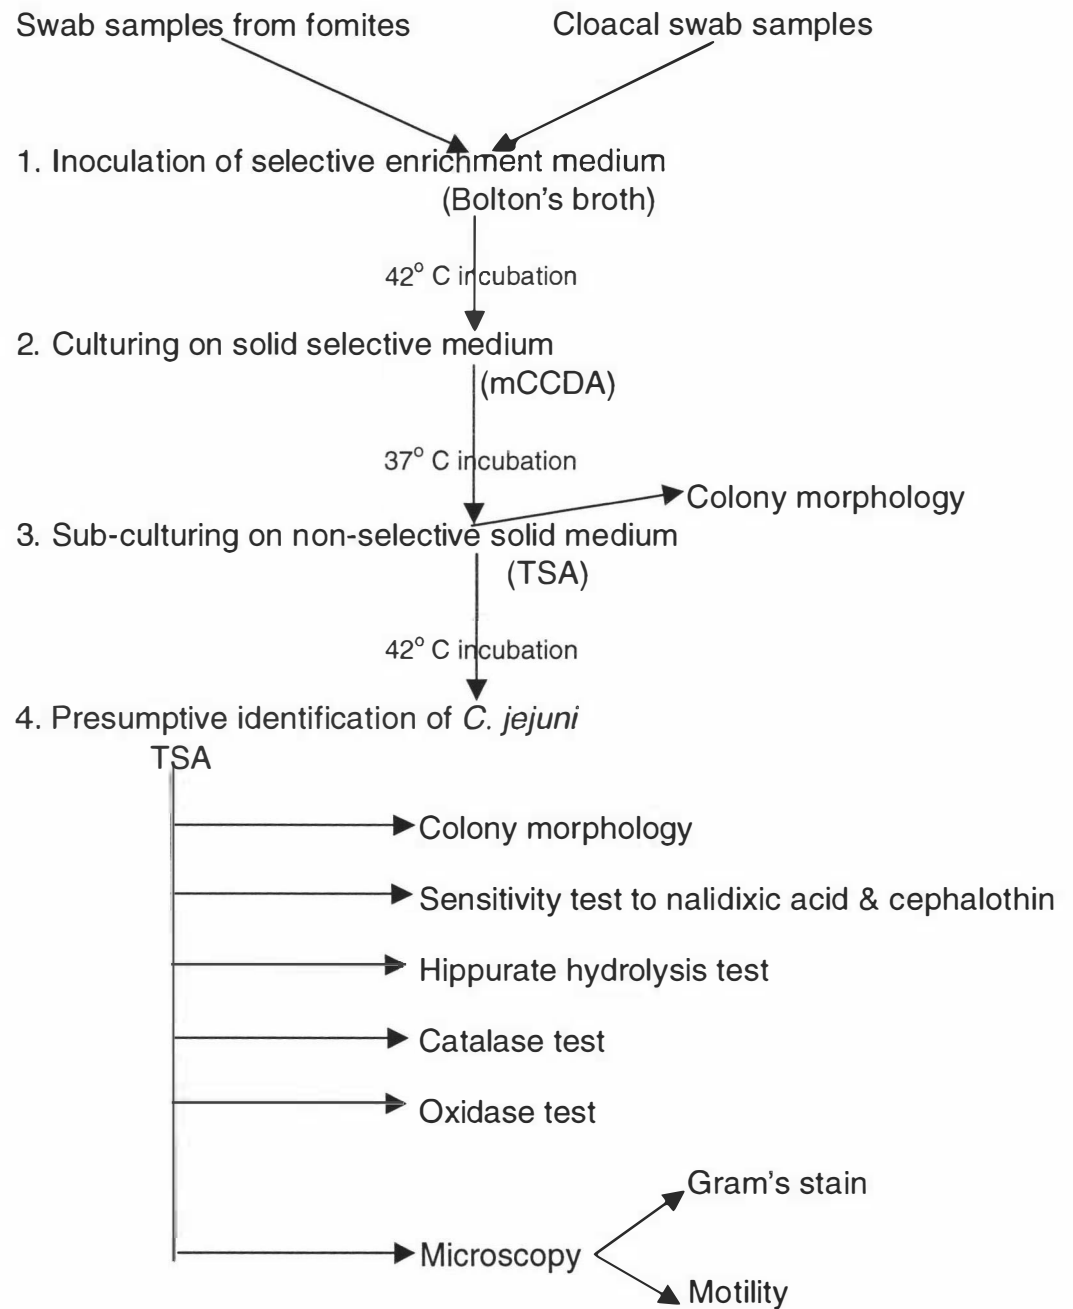 Swab samples from fomites
Cloacal swab samples
1. Inoculation of selective enrichment medium
(Bolton's broth)
42° C incubation
2. Culturing on solid selective medium
(mCCDA)
37° C incubation
Colony morphology
3. Sub-culturing on non-selective solid medium
(TSA)
42° C incubation
4. Presumptive identification of C. jejuni
TSA
Colony morphology
Sensitivity test to nalidixic acid & cephalothin
Hippurate hydrolysis test
Catalase test
Oxidase test
Gram's stain
Microscopy
Motility